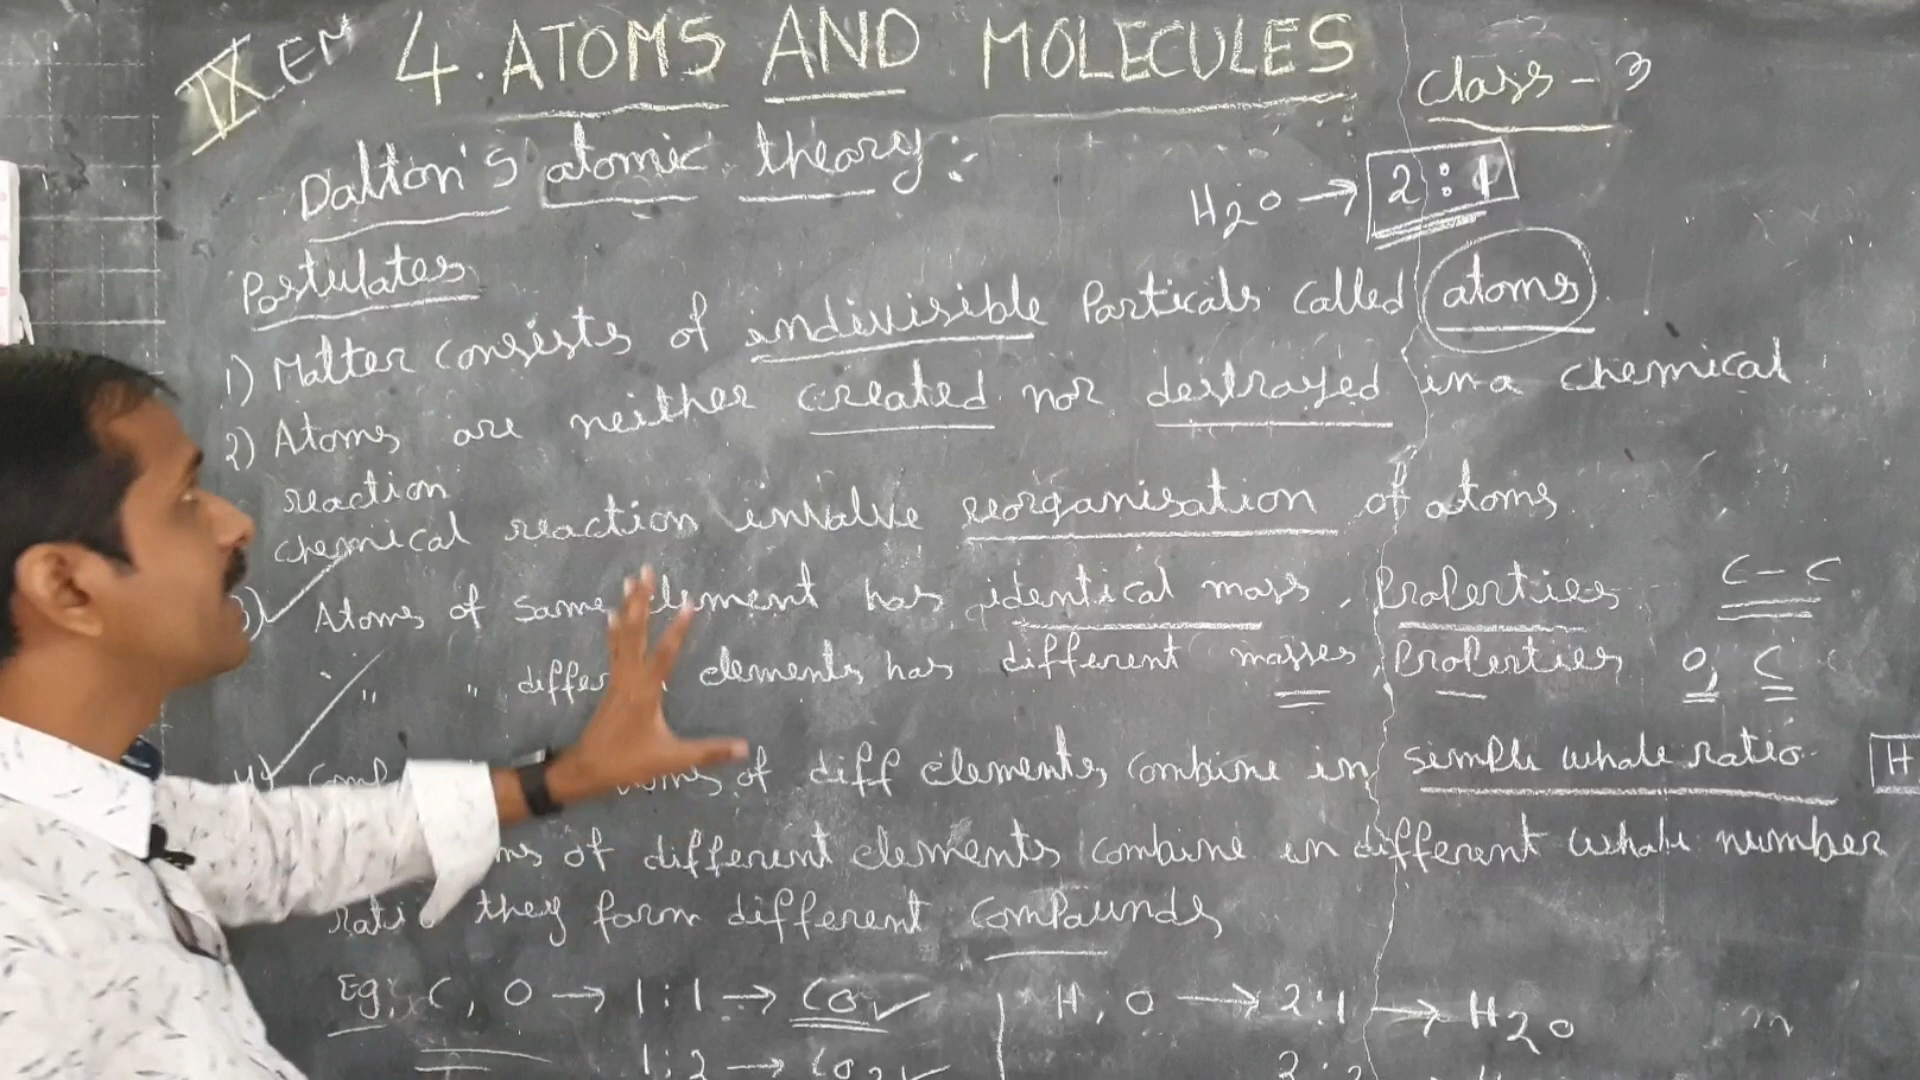 IX EM 4. ATOMS AND MOLECULES class - 3
Dalton's atomic theory:
H2O → 2 : 1
Postulates
1) Matter consists of indivisible Particals called atoms.
2) Atoms are neither created nor destroyed in a chemical
reaction
chemical reaction involve reorganisation of atoms
3) Atoms of same element has identical mass, Properties C - C
" " differ elements has different masses, Properties O, C
4) of diff elements combine in simple whole ratio H
of different elements combine in different whole number
ratio they form different compounds
Eg; C, O → 1 : 1 → CO H, O → 2:1 → H2O
1 : 2 → CO2 2 : 2